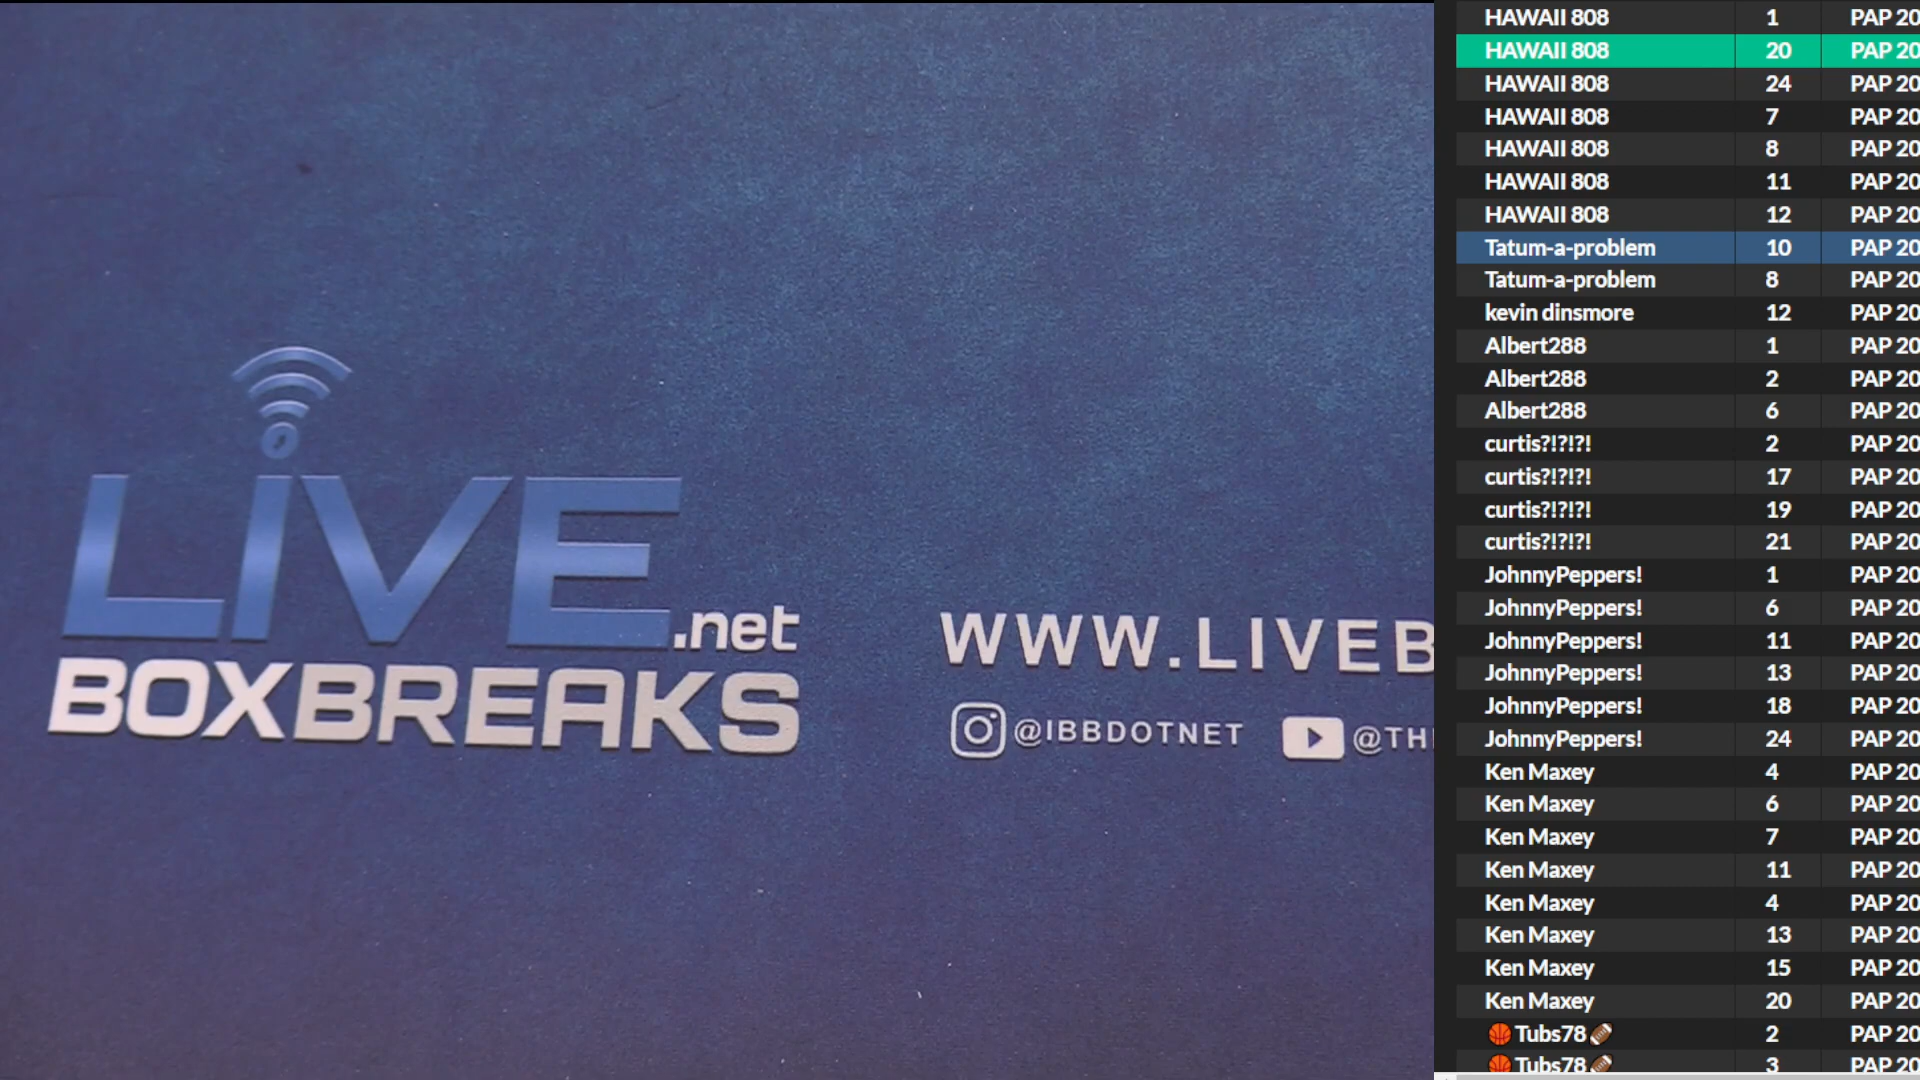 LIVE.net
BOXBREAKS
WWW.LIVEB
@IBBDOTNET
@TH
HAWAII 808 1 PAP 20
HAWAII 808 20 PAP 20
HAWAII 808 24 PAP 20
HAWAII 808 7 PAP 20
HAWAII 808 8 PAP 20
HAWAII 808 11 PAP 20
HAWAII 808 12 PAP 20
Tatum-a-problem 10 PAP 20
Tatum-a-problem 8 PAP 20
kevin dinsmore 12 PAP 20
Albert288 1 PAP 20
Albert288 2 PAP 20
Albert288 6 PAP 20
curtis?!?!?! 2 PAP 20
curtis?!?!?! 17 PAP 20
curtis?!?!?! 19 PAP 20
curtis?!?!?! 21 PAP 20
JohnnyPeppers! 1 PAP 20
JohnnyPeppers! 6 PAP 20
JohnnyPeppers! 11 PAP 20
JohnnyPeppers! 13 PAP 20
JohnnyPeppers! 18 PAP 20
JohnnyPeppers! 24 PAP 20
Ken Maxey 4 PAP 20
Ken Maxey 6 PAP 20
Ken Maxey 7 PAP 20
Ken Maxey 11 PAP 20
Ken Maxey 4 PAP 20
Ken Maxey 13 PAP 20
Ken Maxey 15 PAP 20
Ken Maxey 20 PAP 20
🏀 Tubs78 🏈 2 PAP 20
🏀 Tubs78 🏈 3 PAP 20